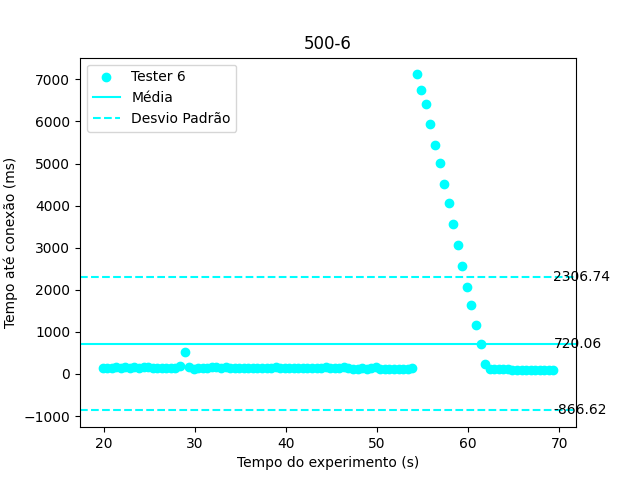 500-6
Tester 6
Média
Desvio Padrão
Tempo até conexão (ms)
7000
6000
5000
4000
3000
2000
1000
0
−1000
2306.74
720.06
-866.62
20 30 40 50 60 70
Tempo do experimento (s)